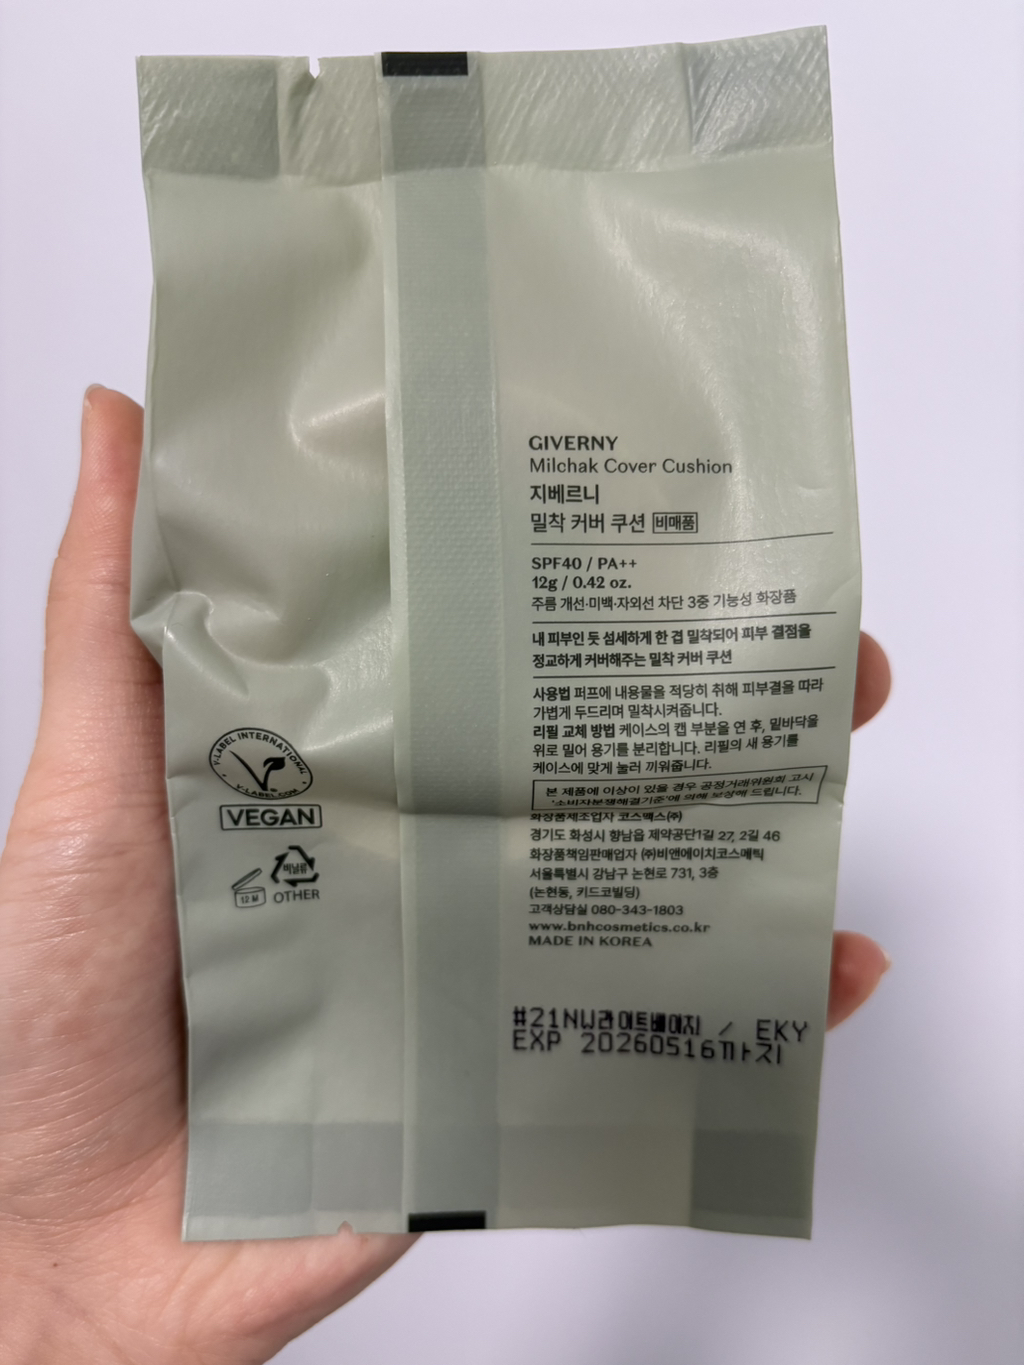 GIVERNY
Milchak Cover Cushion
지베르니
밀착 커버 쿠션 비매품
SPF40 / PA++
12g / 0.42 oz.
주름 개선·미백·자외선 차단 3중 기능성 화장품
내 피부인 듯 섬세하게 한 겹 밀착되어 피부 결점을
정교하게 커버해주는 밀착 커버 쿠션
사용법 퍼프에 내용물을 적당히 취해 피부결을 따라
가볍게 두드리며 밀착시켜줍니다.
리필 교체 방법 케이스의 캡 부분을 연 후, 밑바닥을
위로 밀어 용기를 분리합니다. 리필의 새 용기를
케이스에 맞게 눌러 끼워줍니다.
본 제품에 이상이 있을 경우 공정거래위원회 고시
'소비자분쟁해결기준'에 의해 보상해 드립니다.
화장품제조업자 코스맥스(주)
경기도 화성시 향남읍 제약공단1길 27, 2길 46
화장품책임판매업자 (주)비앤에이치코스메틱
서울특별시 강남구 논현로 731, 3층
(논현동, 키드코빌딩)
고객상담실 080-343-1803
www.bnhcosmetics.co.kr
MADE IN KOREA
#21NW라이트베이지 / EKY
EXP 20260516까지
V-LABEL INTERNATIONAL
V-LABEL.COM
VEGAN
비닐류
12 M
OTHER